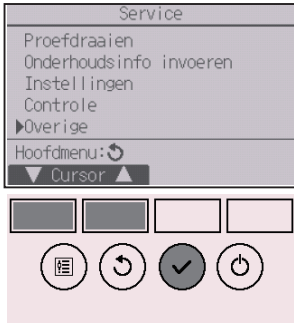 Service
Proefdraaien
Onderhoudsinfo invoeren
Instellingen
Controle
▶Overige
Hoofdmenu:
▼ Cursor ▲